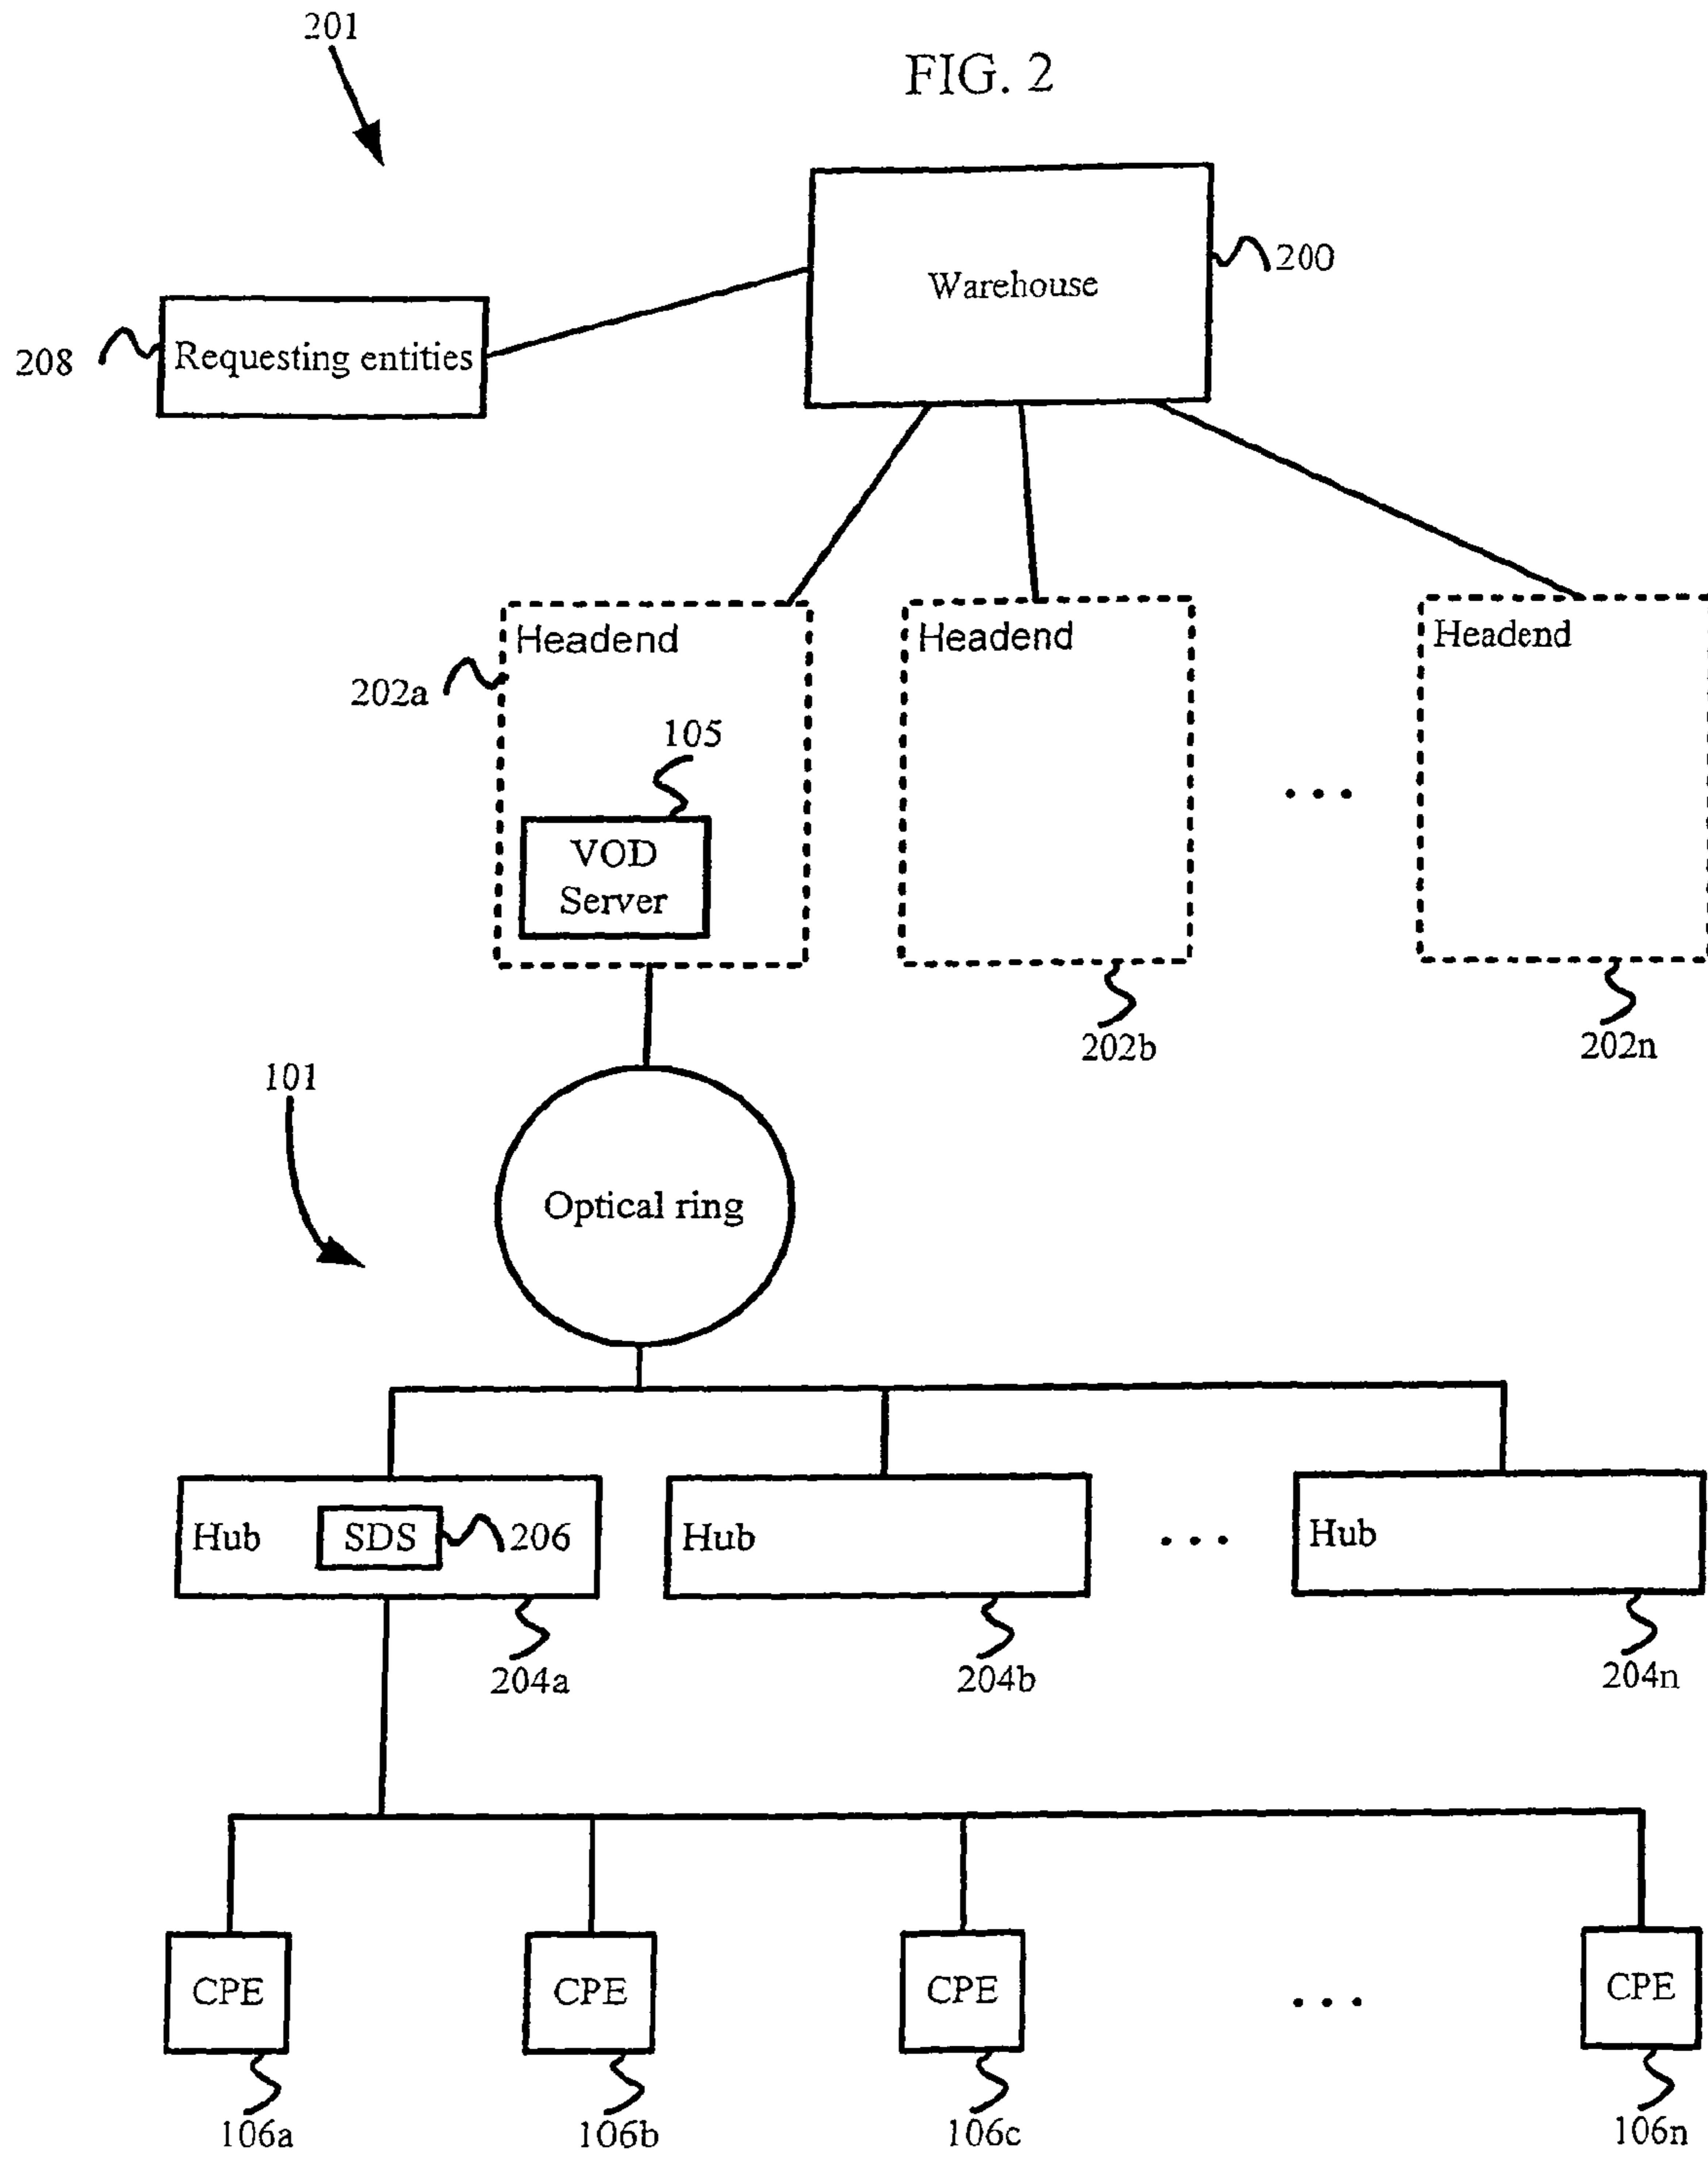 201
FIG. 2
Warehouse
200
208
Requesting entities
Headend
Headend
Headend
202a
105
VOD
Server
...
202b
202n
101
Optical ring
Hub
SDS
206
Hub
...
Hub
204a
204b
204n
CPE
CPE
CPE
...
CPE
106a
106b
106c
106n